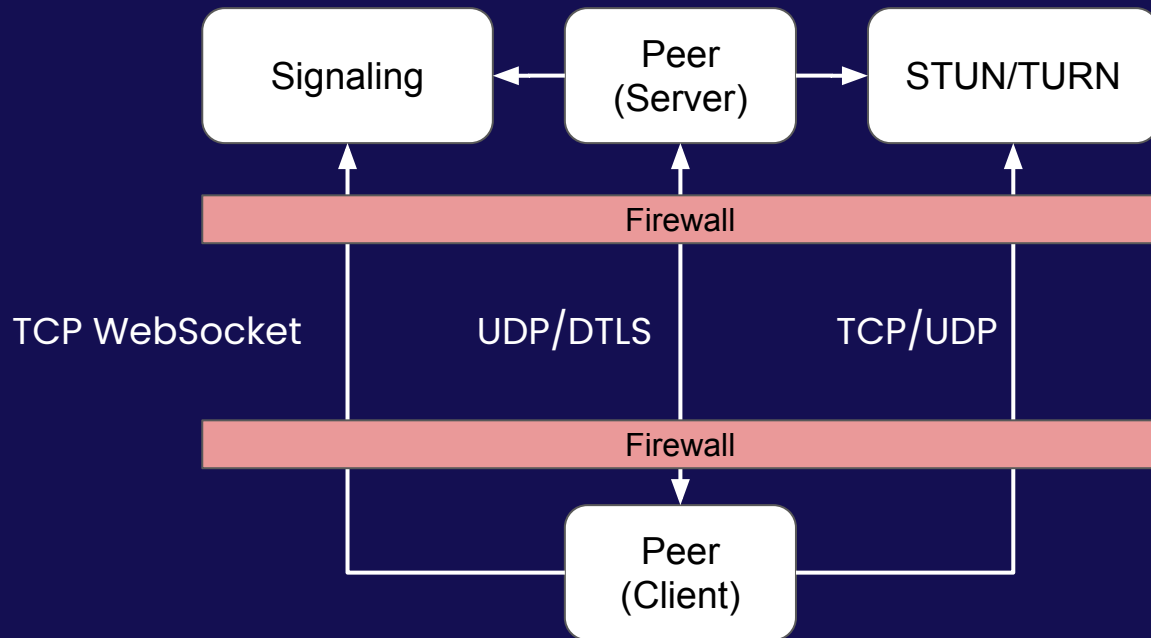 Signaling
Peer
(Server)
STUN/TURN
Firewall
TCP WebSocket
UDP/DTLS
TCP/UDP
Firewall
Peer
(Client)